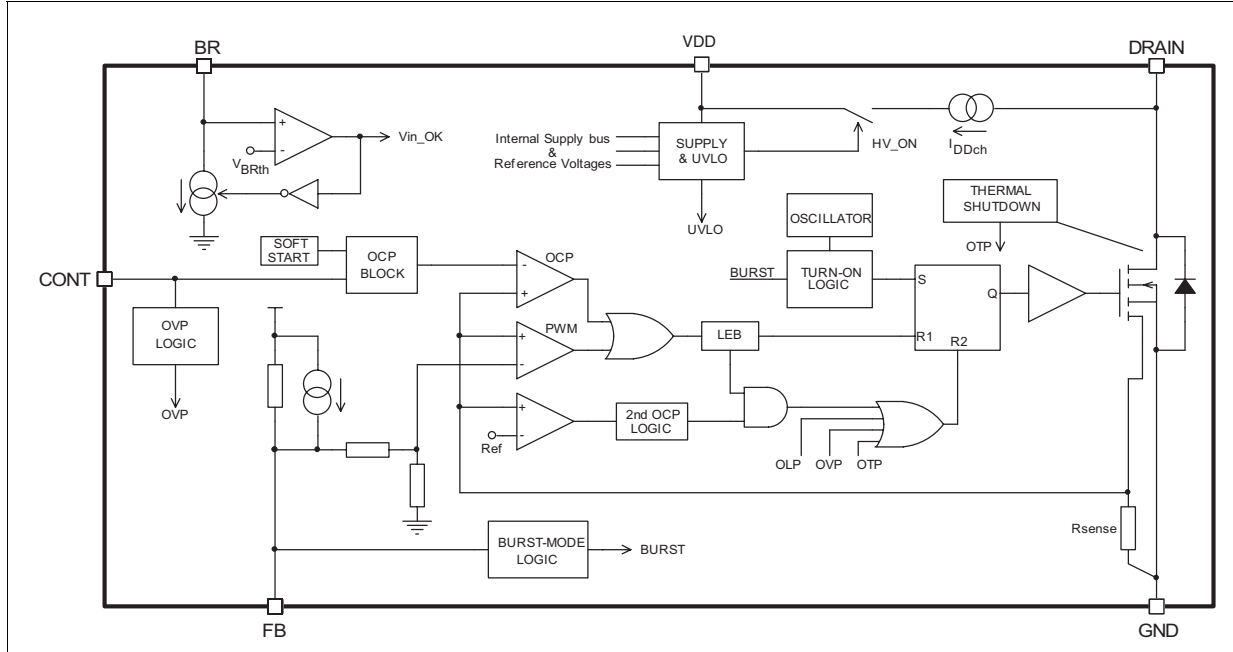 BR
VDD
DRAIN
+
-
Vin_OK
VBRth
Internal Supply bus
&
Reference Voltages
SUPPLY
& UVLO
HV_ON
IDDch
UVLO
THERMAL
SHUTDOWN
OTP
OSCILLATOR
BURST
TURN-ON
LOGIC
SOFT
START
OCP
BLOCK
CONT
OVP
LOGIC
OVP
OCP
-
+
PWM
+
-
LEB
S
Q
R1
R2
+
-
Ref
2nd OCP
LOGIC
OLP
OVP
OTP
Rsense
BURST-MODE
LOGIC
BURST
FB
GND